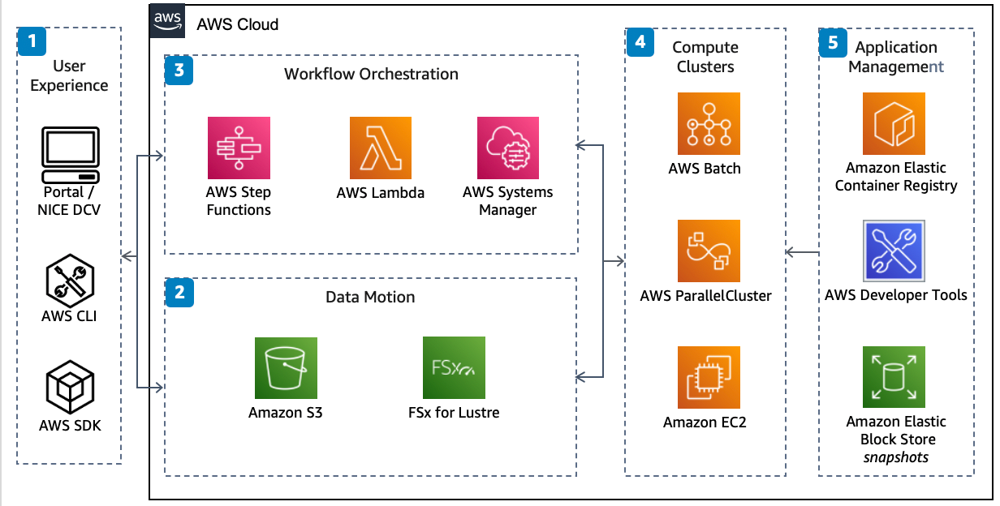 aws
AWS Cloud
1
User
Experience
Portal /
NICE DCV
AWS CLI
AWS SDK
3
Workflow Orchestration
AWS Step
Functions
AWS Lambda
AWS Systems
Manager
2
Data Motion
Amazon S3
FSx
FSx for Lustre
4
Compute
Clusters
AWS Batch
AWS ParallelCluster
Amazon EC2
5
Application
Management
Amazon Elastic
Container Registry
AWS Developer Tools
Amazon Elastic
Block Store
snapshots